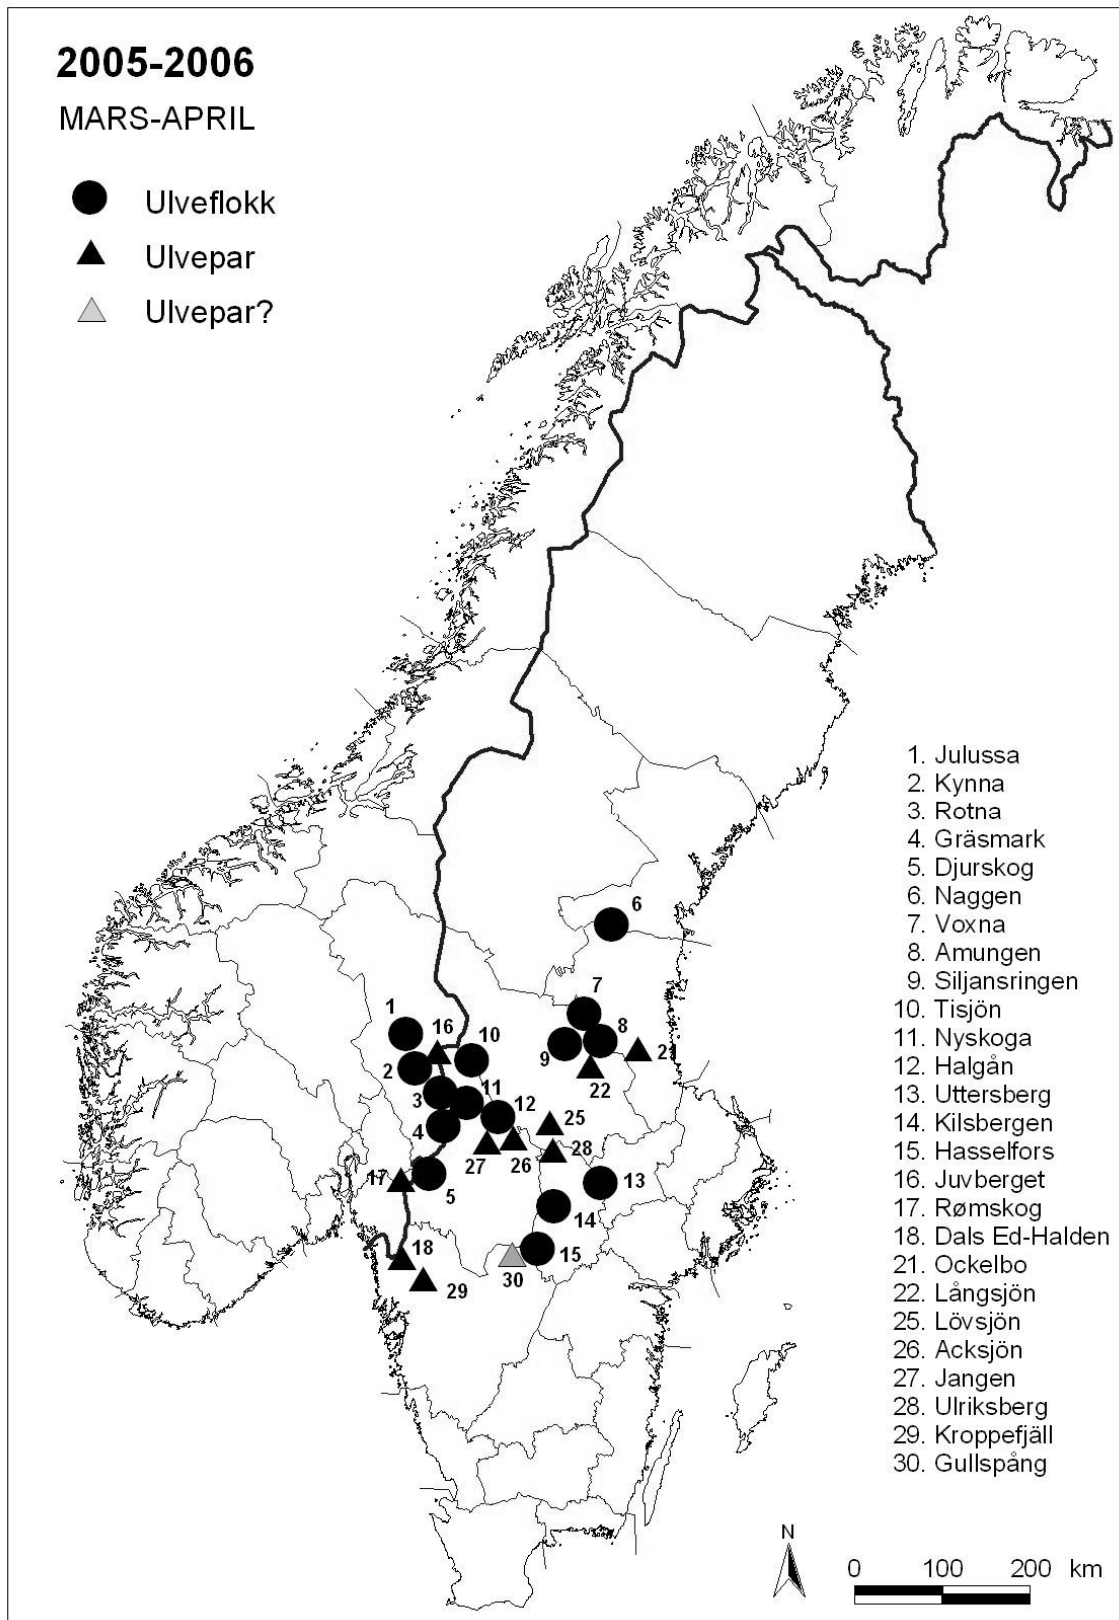 2005-2006
MARS-APRIL
Ulveflokk
Ulvepar
Ulvepar?
1. Julussa
2. Kynna
3. Rotna
4. Gräsmark
5. Djurskog
6. Naggen
7. Voxna
8. Amungen
9. Siljansringen
10. Tisjön
11. Nyskoga
12. Halgån
13. Uttersberg
14. Kilsbergen
15. Hasselfors
16. Juvberget
17. Rømskog
18. Dals Ed-Halden
21. Ockelbo
22. Långsjön
25. Lövsjön
26. Acksjön
27. Jangen
28. Ulriksberg
29. Kroppefjäll
30. Gullspång
6
7
1
16
10
8
9
21
2
22
3
11
12
25
4
27
26
28
17
5
13
14
18
15
30
29
N
0 100 200 km